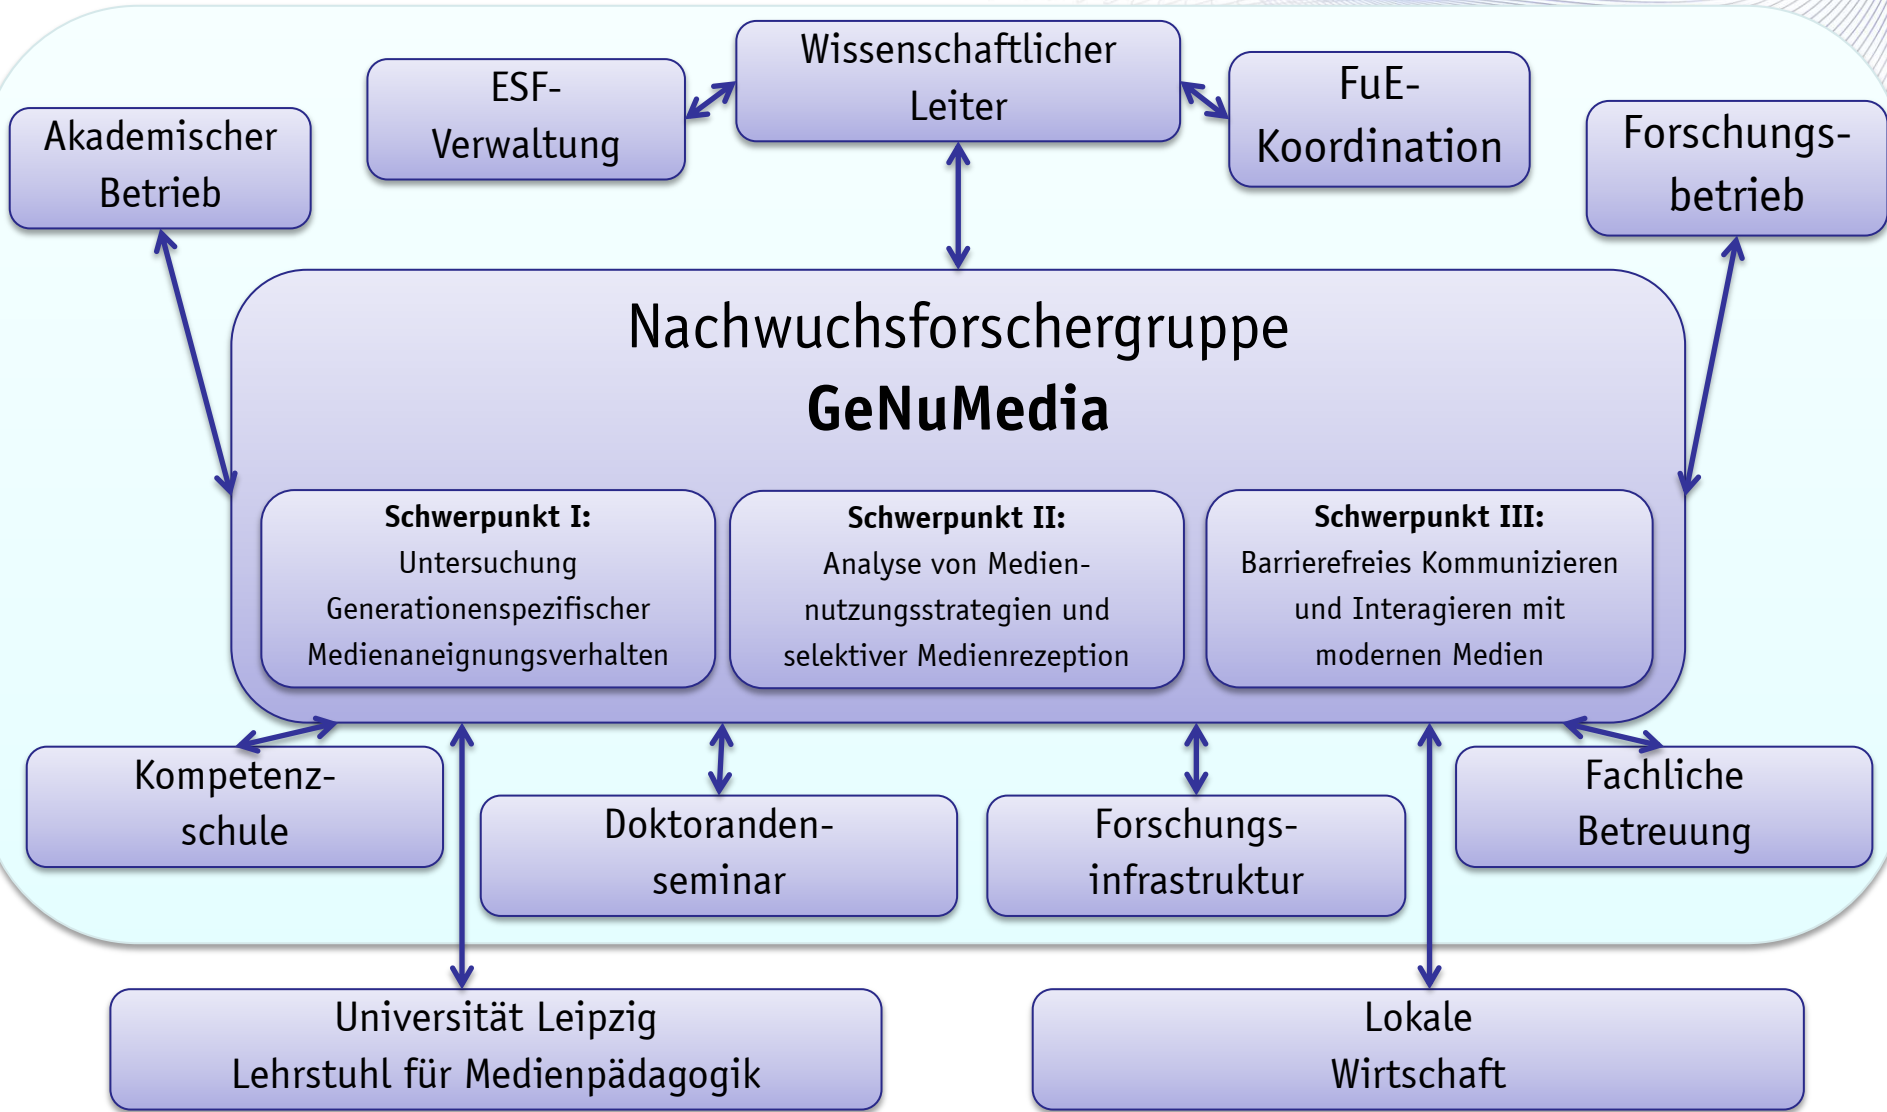 Wissenschaftlicher
Leiter
ESF-
Verwaltung
FuE-
Koordination
Akademischer
Betrieb
Forschungs-
betrieb
Nachwuchsforschergruppe
GeNuMedia
Schwerpunkt I:
Untersuchung
Generationenspezifischer
Medienaneignungsverhalten
Schwerpunkt II:
Analyse von Medien-
nutzungsstrategien und
selektiver Medienrezeption
Schwerpunkt III:
Barrierefreies Kommunizieren
und Interagieren mit
modernen Medien
Kompetenz-
schule
Doktoranden-
seminar
Forschungs-
infrastruktur
Fachliche
Betreuung
Universität Leipzig
Lehrstuhl für Medienpädagogik
Lokale
Wirtschaft